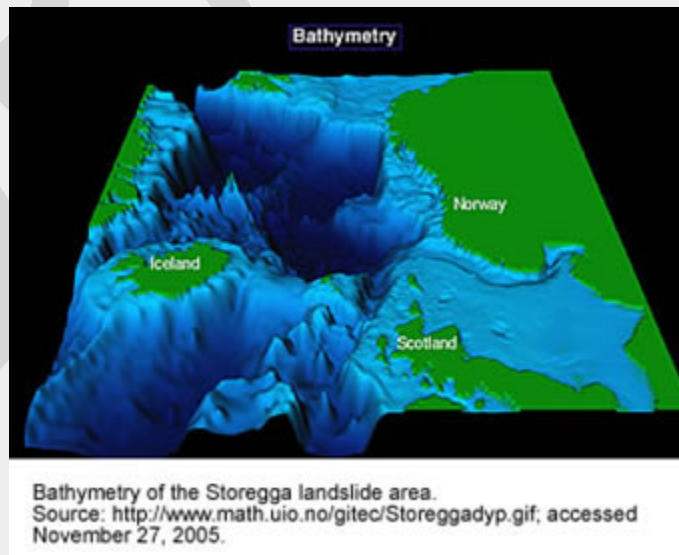 Bathymetry
Norway
Iceland
Scotland
Bathymetry of the Storegga landslide area.
Source: http://www.math.uio.no/gitec/Storeggadyp.gif; accessed
November 27, 2005.